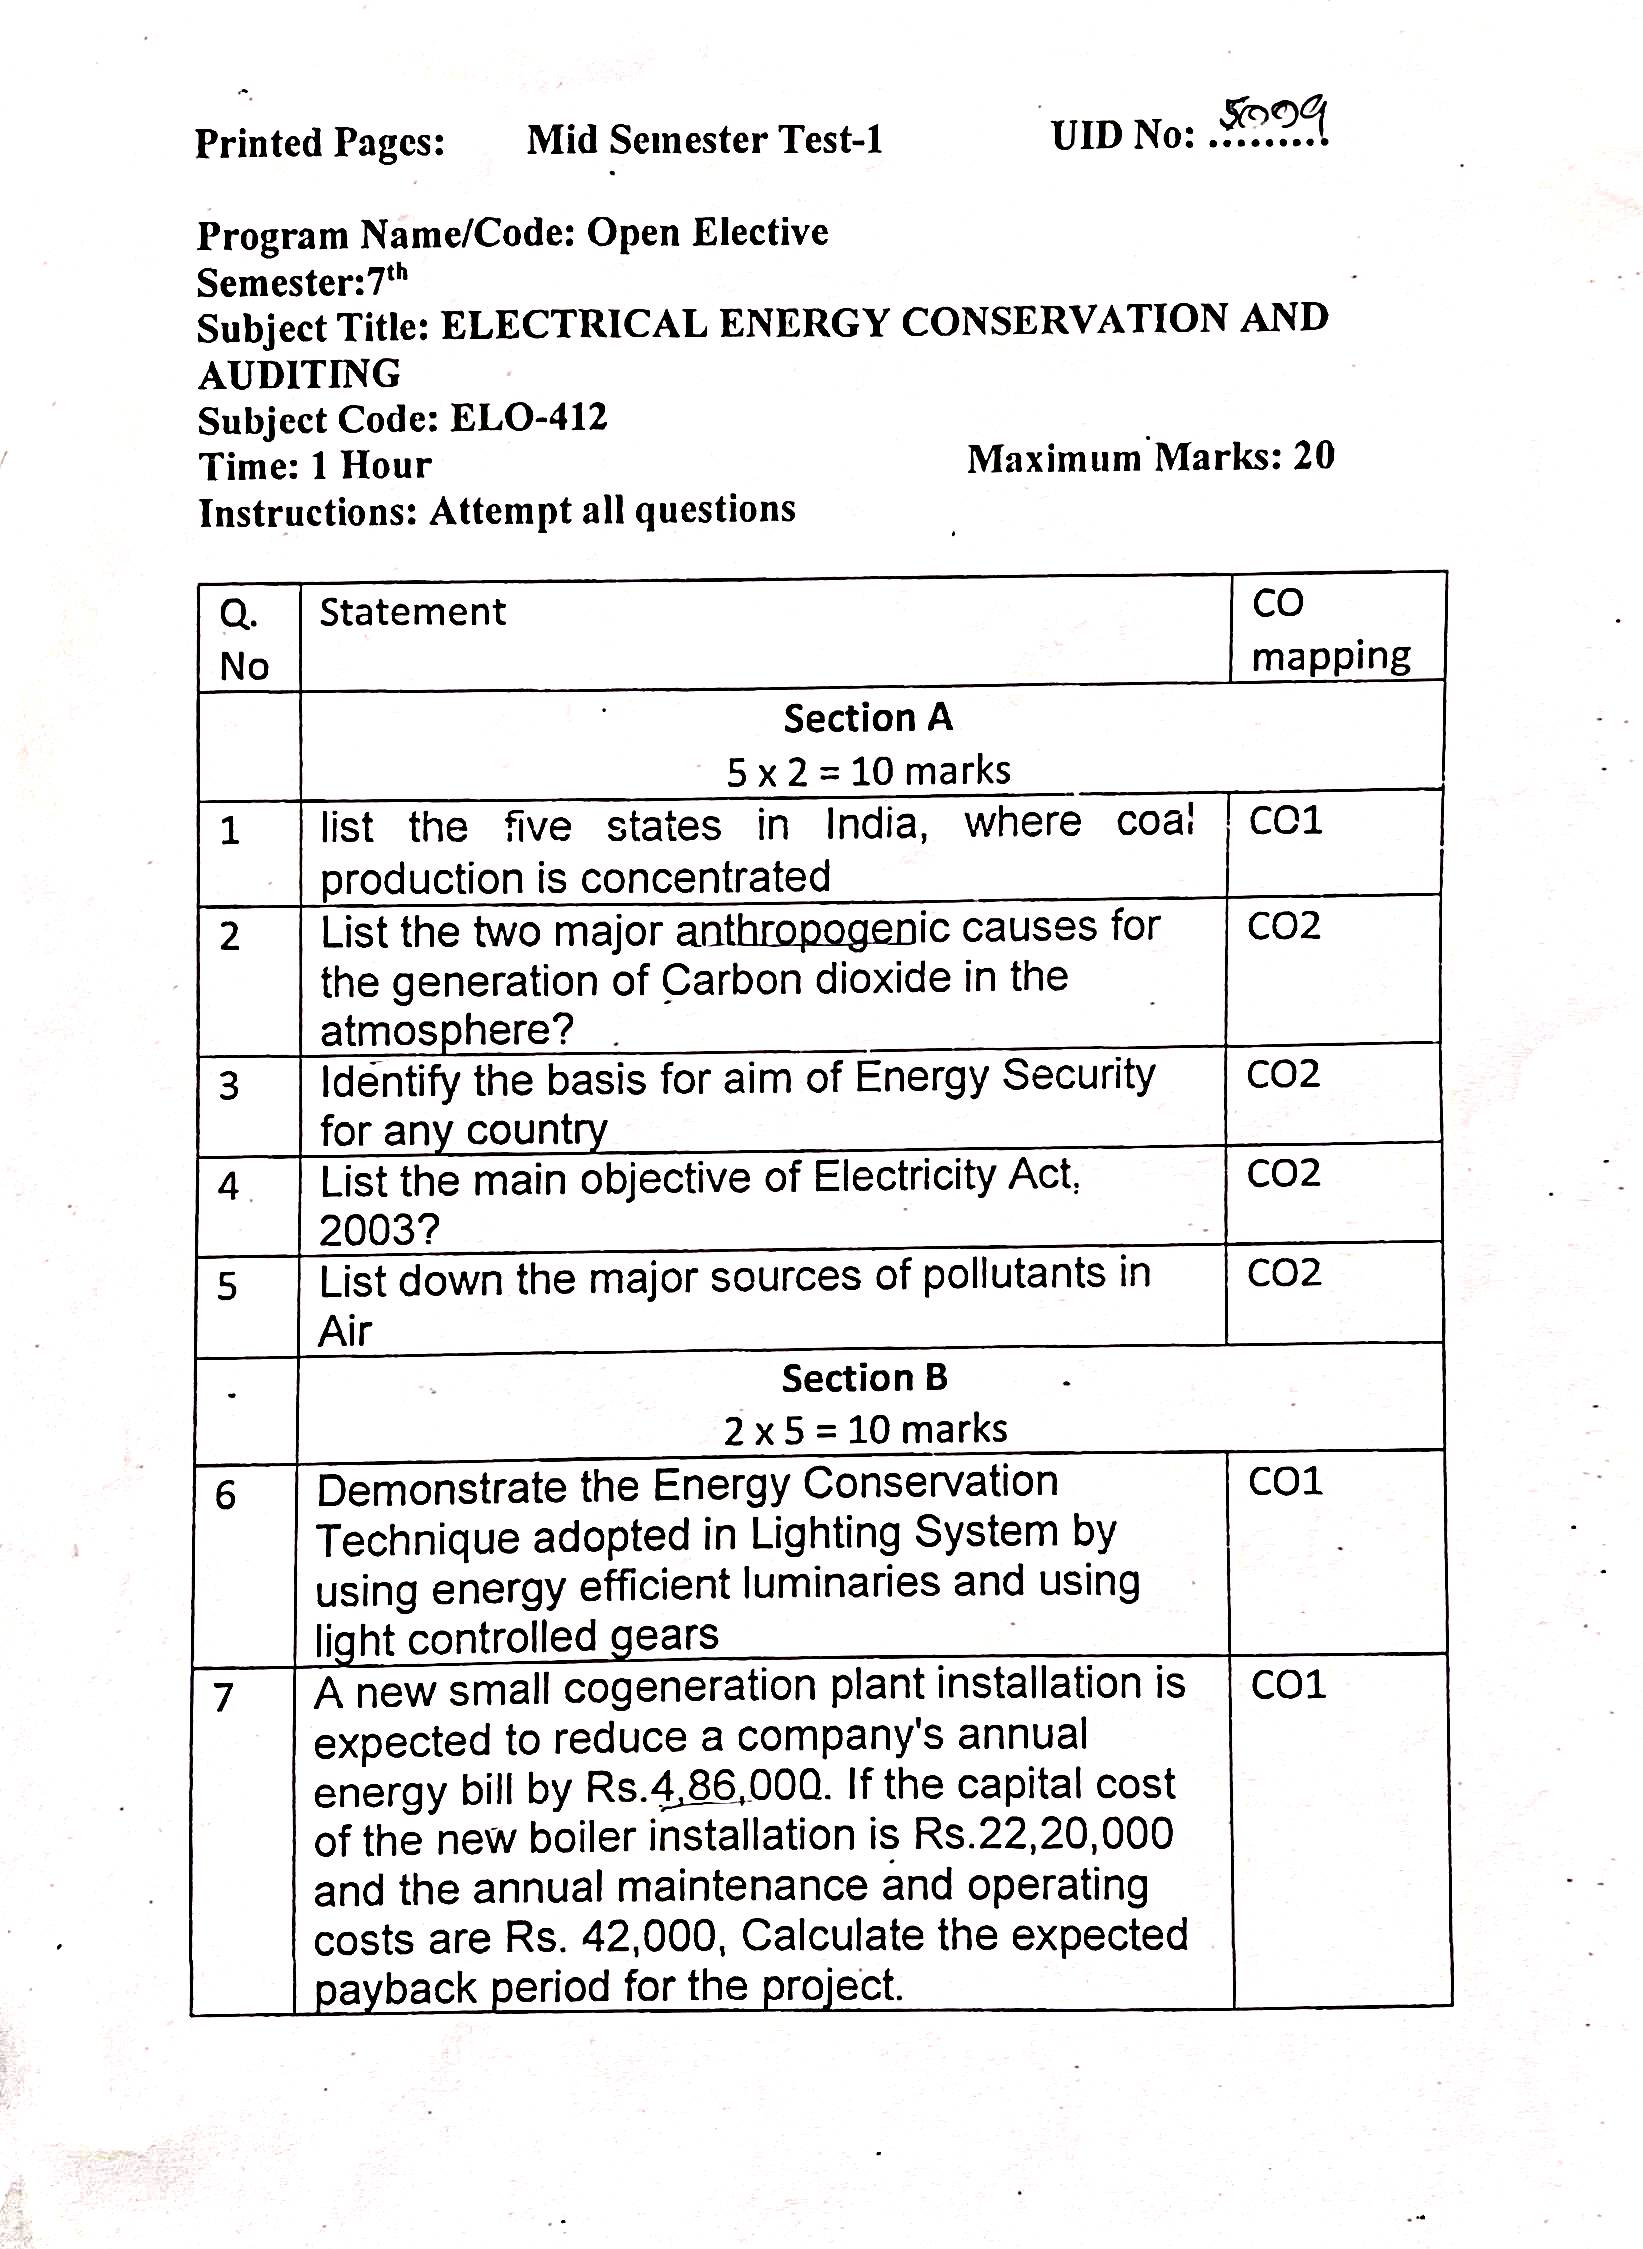 Printed Pages: Mid Semester Test-1 UID No: 5009
Program Name/Code: Open Elective
Semester:7th
Subject Title: ELECTRICAL ENERGY CONSERVATION AND
AUDITING
Subject Code: ELO-412
Time: 1 Hour Maximum Marks: 20
Instructions: Attempt all questions
Q. Statement CO
No mapping
Section A
5 x 2 = 10 marks
1 list the five states in India, where coal CO1
production is concentrated
2 List the two major anthropogenic causes for CO2
the generation of Carbon dioxide in the
atmosphere?
3 Identify the basis for aim of Energy Security CO2
for any country
4 List the main objective of Electricity Act, CO2
2003?
5 List down the major sources of pollutants in CO2
Air
Section B
2 x 5 = 10 marks
6 Demonstrate the Energy Conservation CO1
Technique adopted in Lighting System by
using energy efficient luminaries and using
light controlled gears
7 A new small cogeneration plant installation is CO1
expected to reduce a company's annual
energy bill by Rs.4,86,000. If the capital cost
of the new boiler installation is Rs.22,20,000
and the annual maintenance and operating
costs are Rs. 42,000, Calculate the expected
payback period for the project.